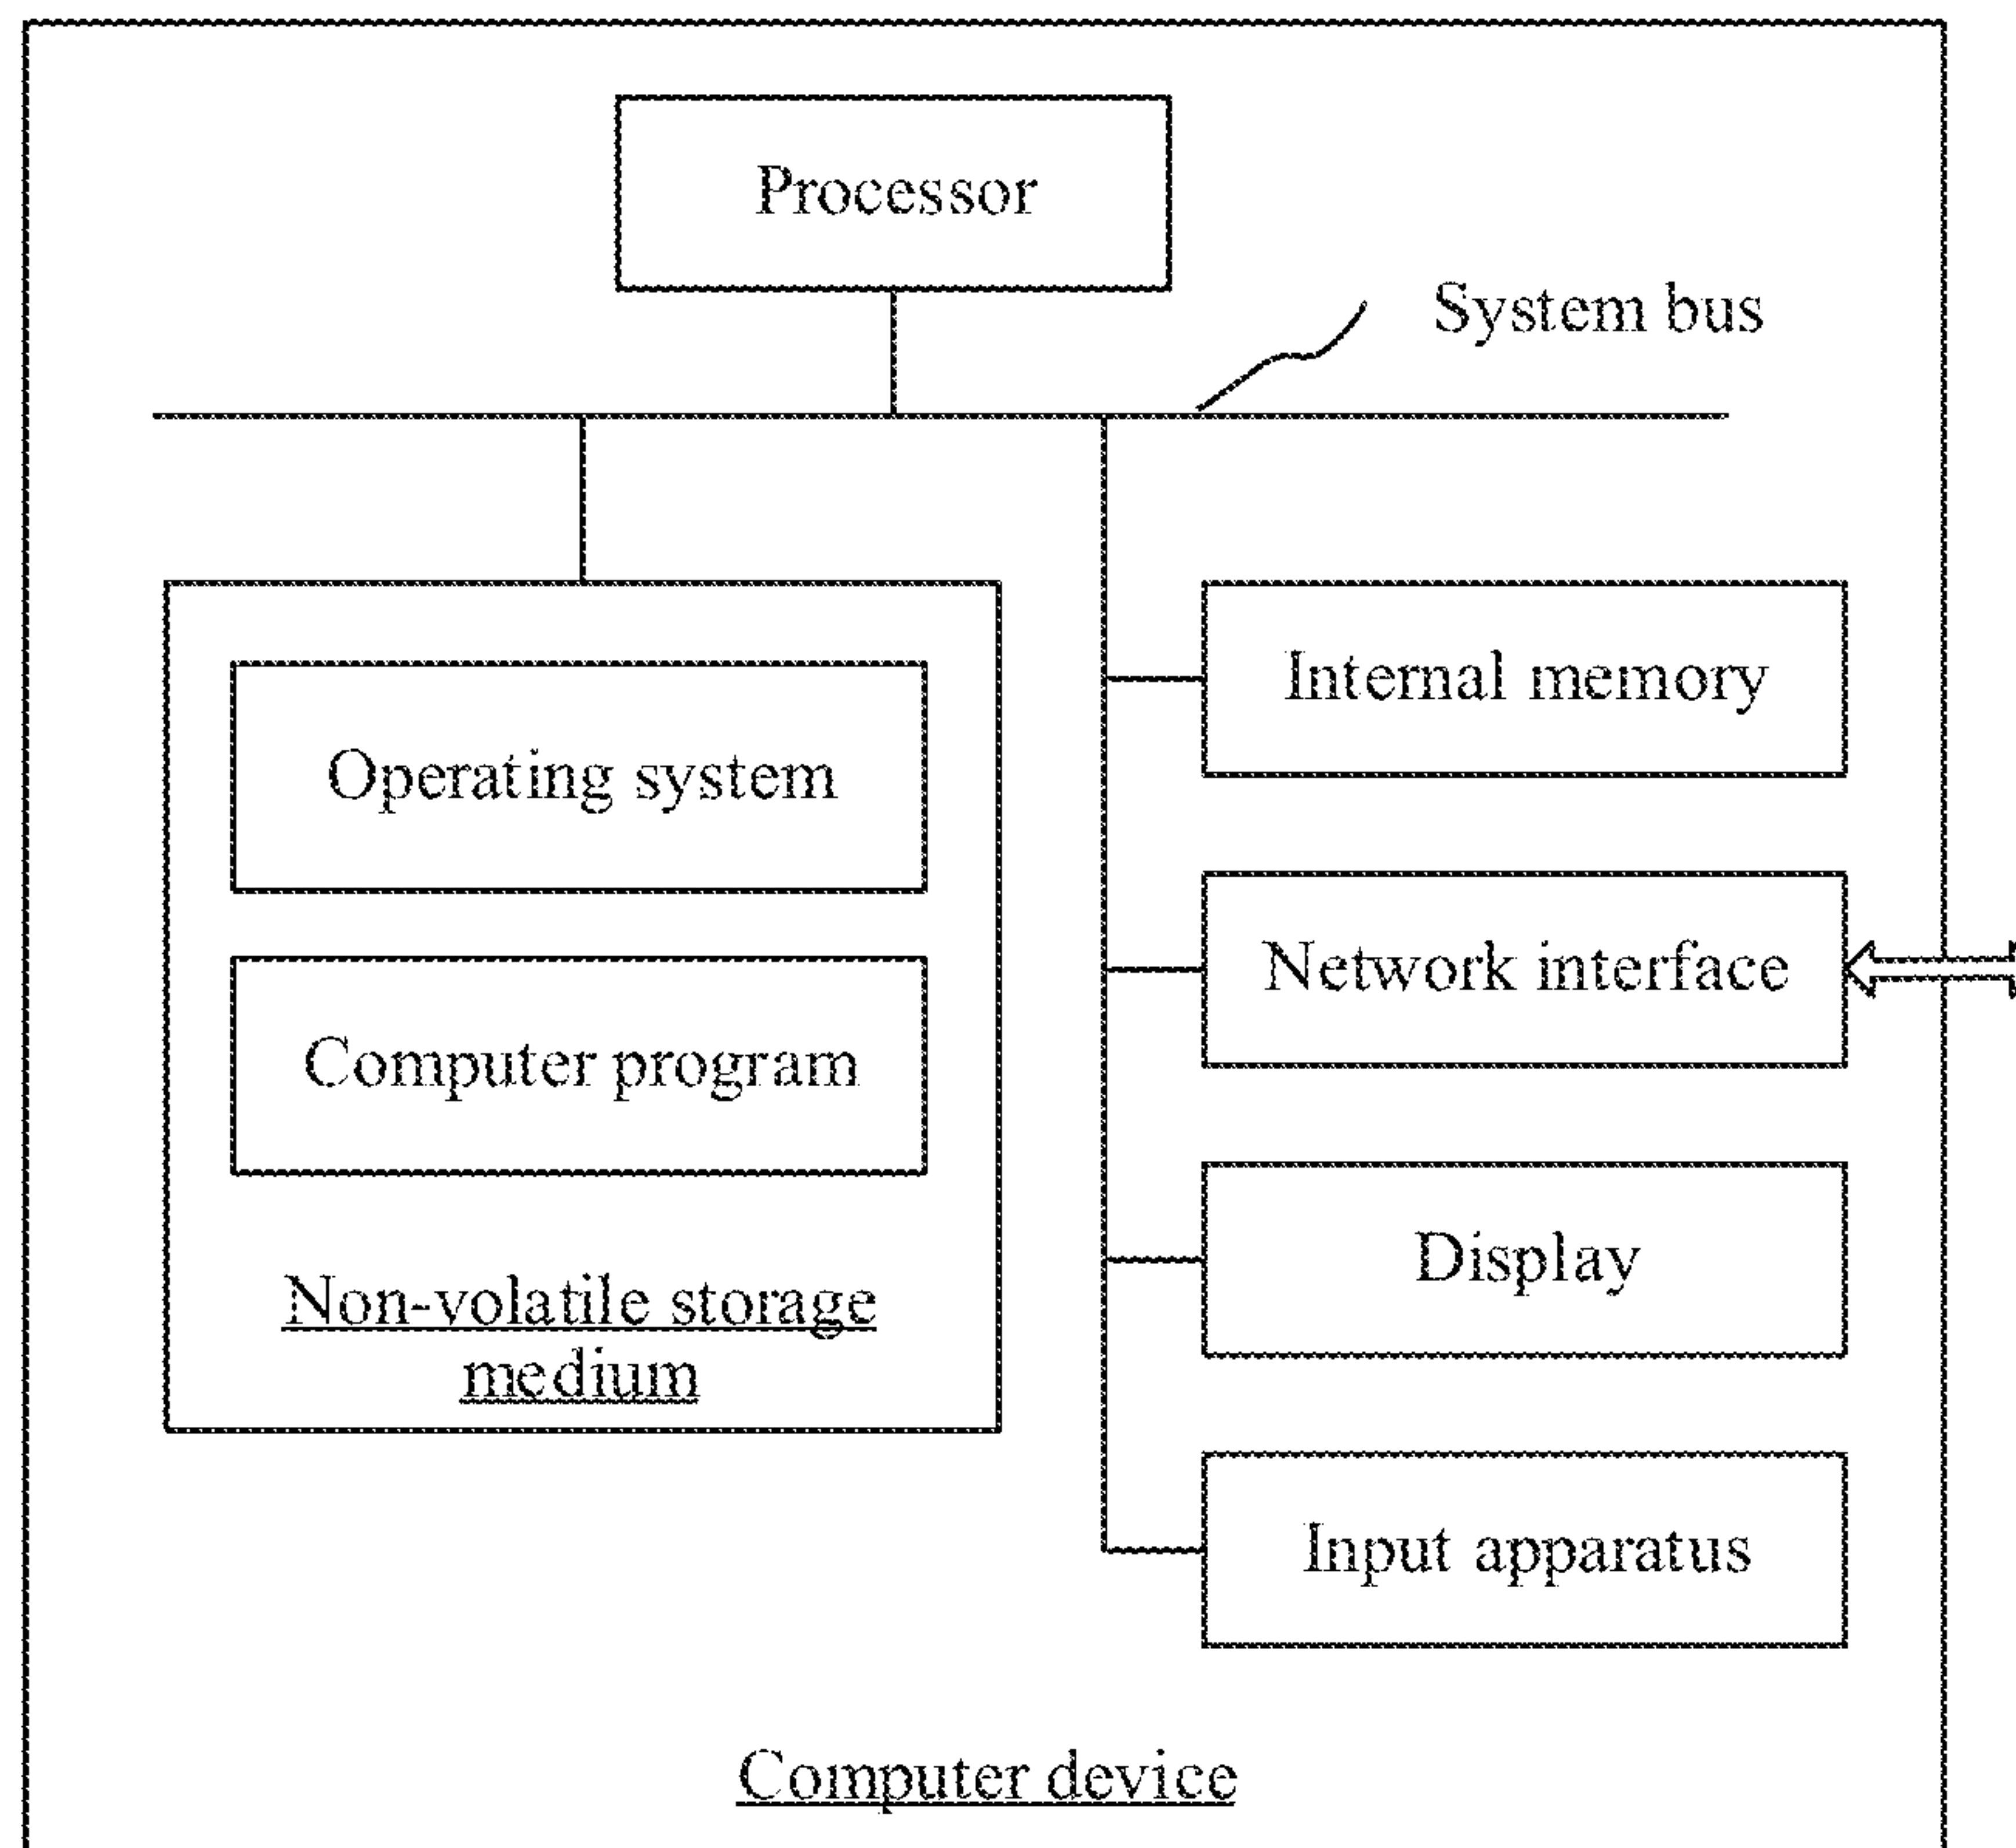 Processor
System bus
Operating system
Computer program
Non-volatile storage
medium
Internal memory
Network interface
Display
Input apparatus
Computer device